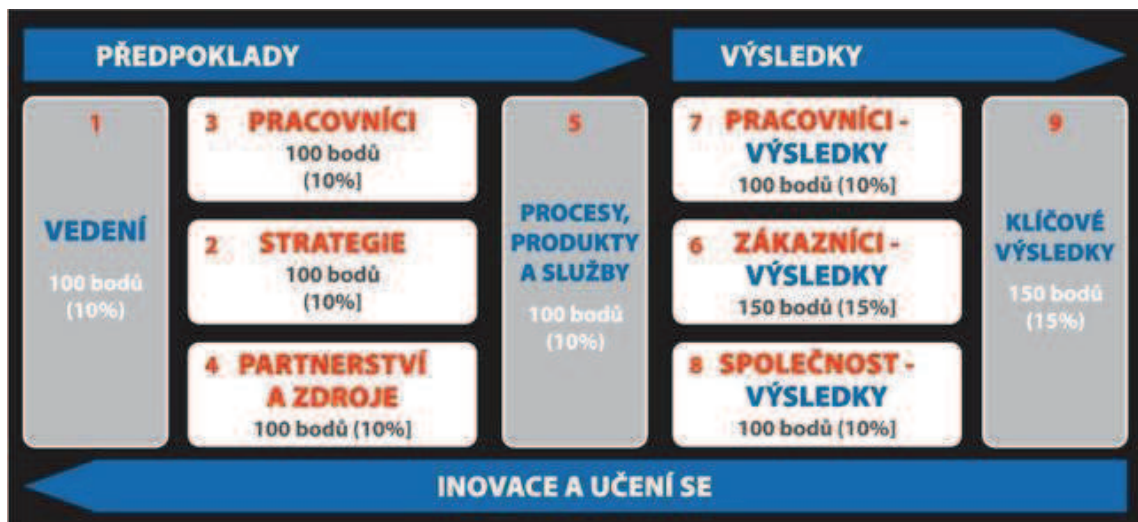 PŘEDPOKLADY
VÝSLEDKY
1
VEDENÍ
100 bodů
(10%)
3 PRACOVNÍCI
100 bodů
(10%]
2 STRATEGIE
100 bodů
(10%]
4 PARTNERSTVÍ
A ZDROJE
100 bodů (10%]
5
PROCESY,
PRODUKTY
A SLUŽBY
100 bodů
(10%)
7 PRACOVNÍCI -
VÝSLEDKY
100 bodů (10%]
6 ZÁKAZNÍCI -
VÝSLEDKY
150 bodů (15%]
8 SPOLEČNOST -
VÝSLEDKY
100 bodů (10%]
9
KLÍČOVÉ
VÝSLEDKY
150 bodů
(15%)
INOVACE A UČENÍ SE